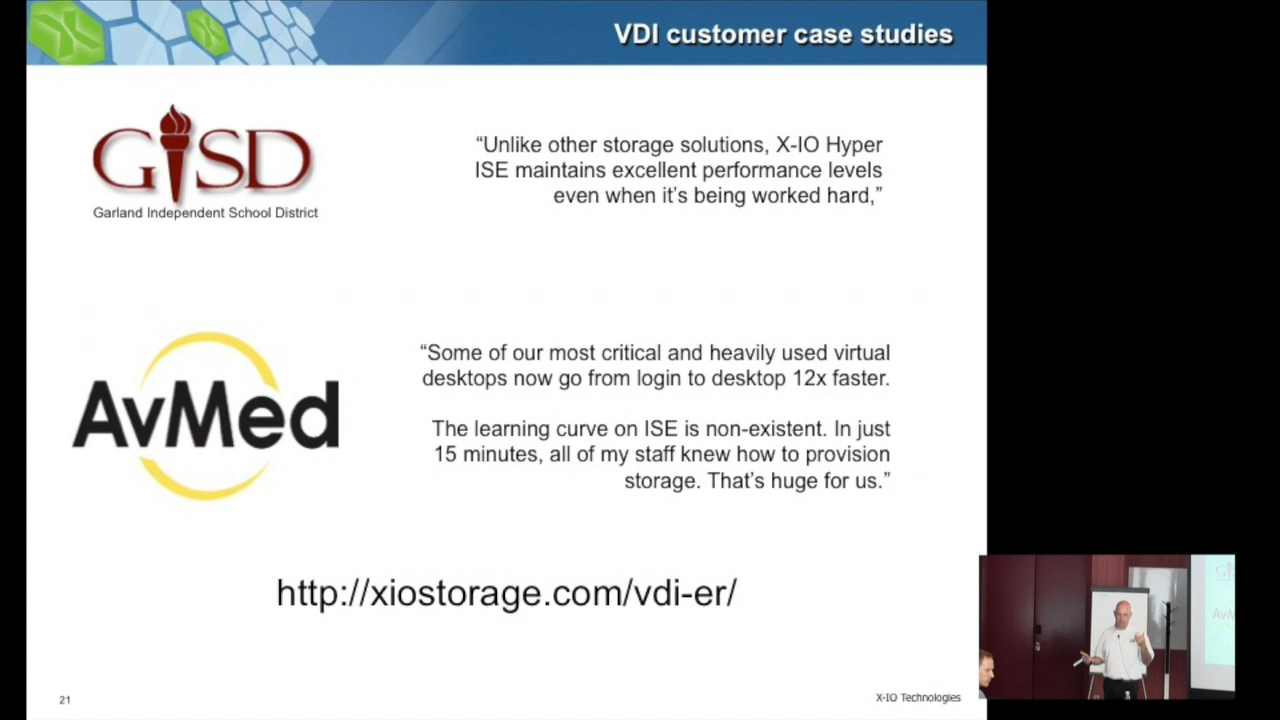 VDI customer case studies
GISD
Garland Independent School District
“Unlike other storage solutions, X-IO Hyper
ISE maintains excellent performance levels
even when it’s being worked hard,”
AvMed
“Some of our most critical and heavily used virtual
desktops now go from login to desktop 12x faster.
The learning curve on ISE is non-existent. In just
15 minutes, all of my staff knew how to provision
storage. That’s huge for us.”
http://xiostorage.com/vdi-er/
21
X-IO Technologies